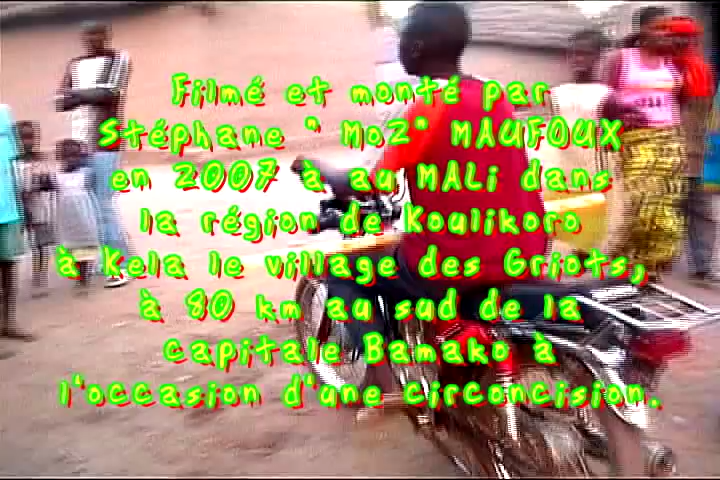 Filmé et monté par
Stéphane " MoZ" MAUFOUX
en 2007 à au MALi dans
la région de Koulikoro
à Kela le village des Griots,
à 80 km au sud de la
capitale Bamako à
l'occasion d'une circoncision.